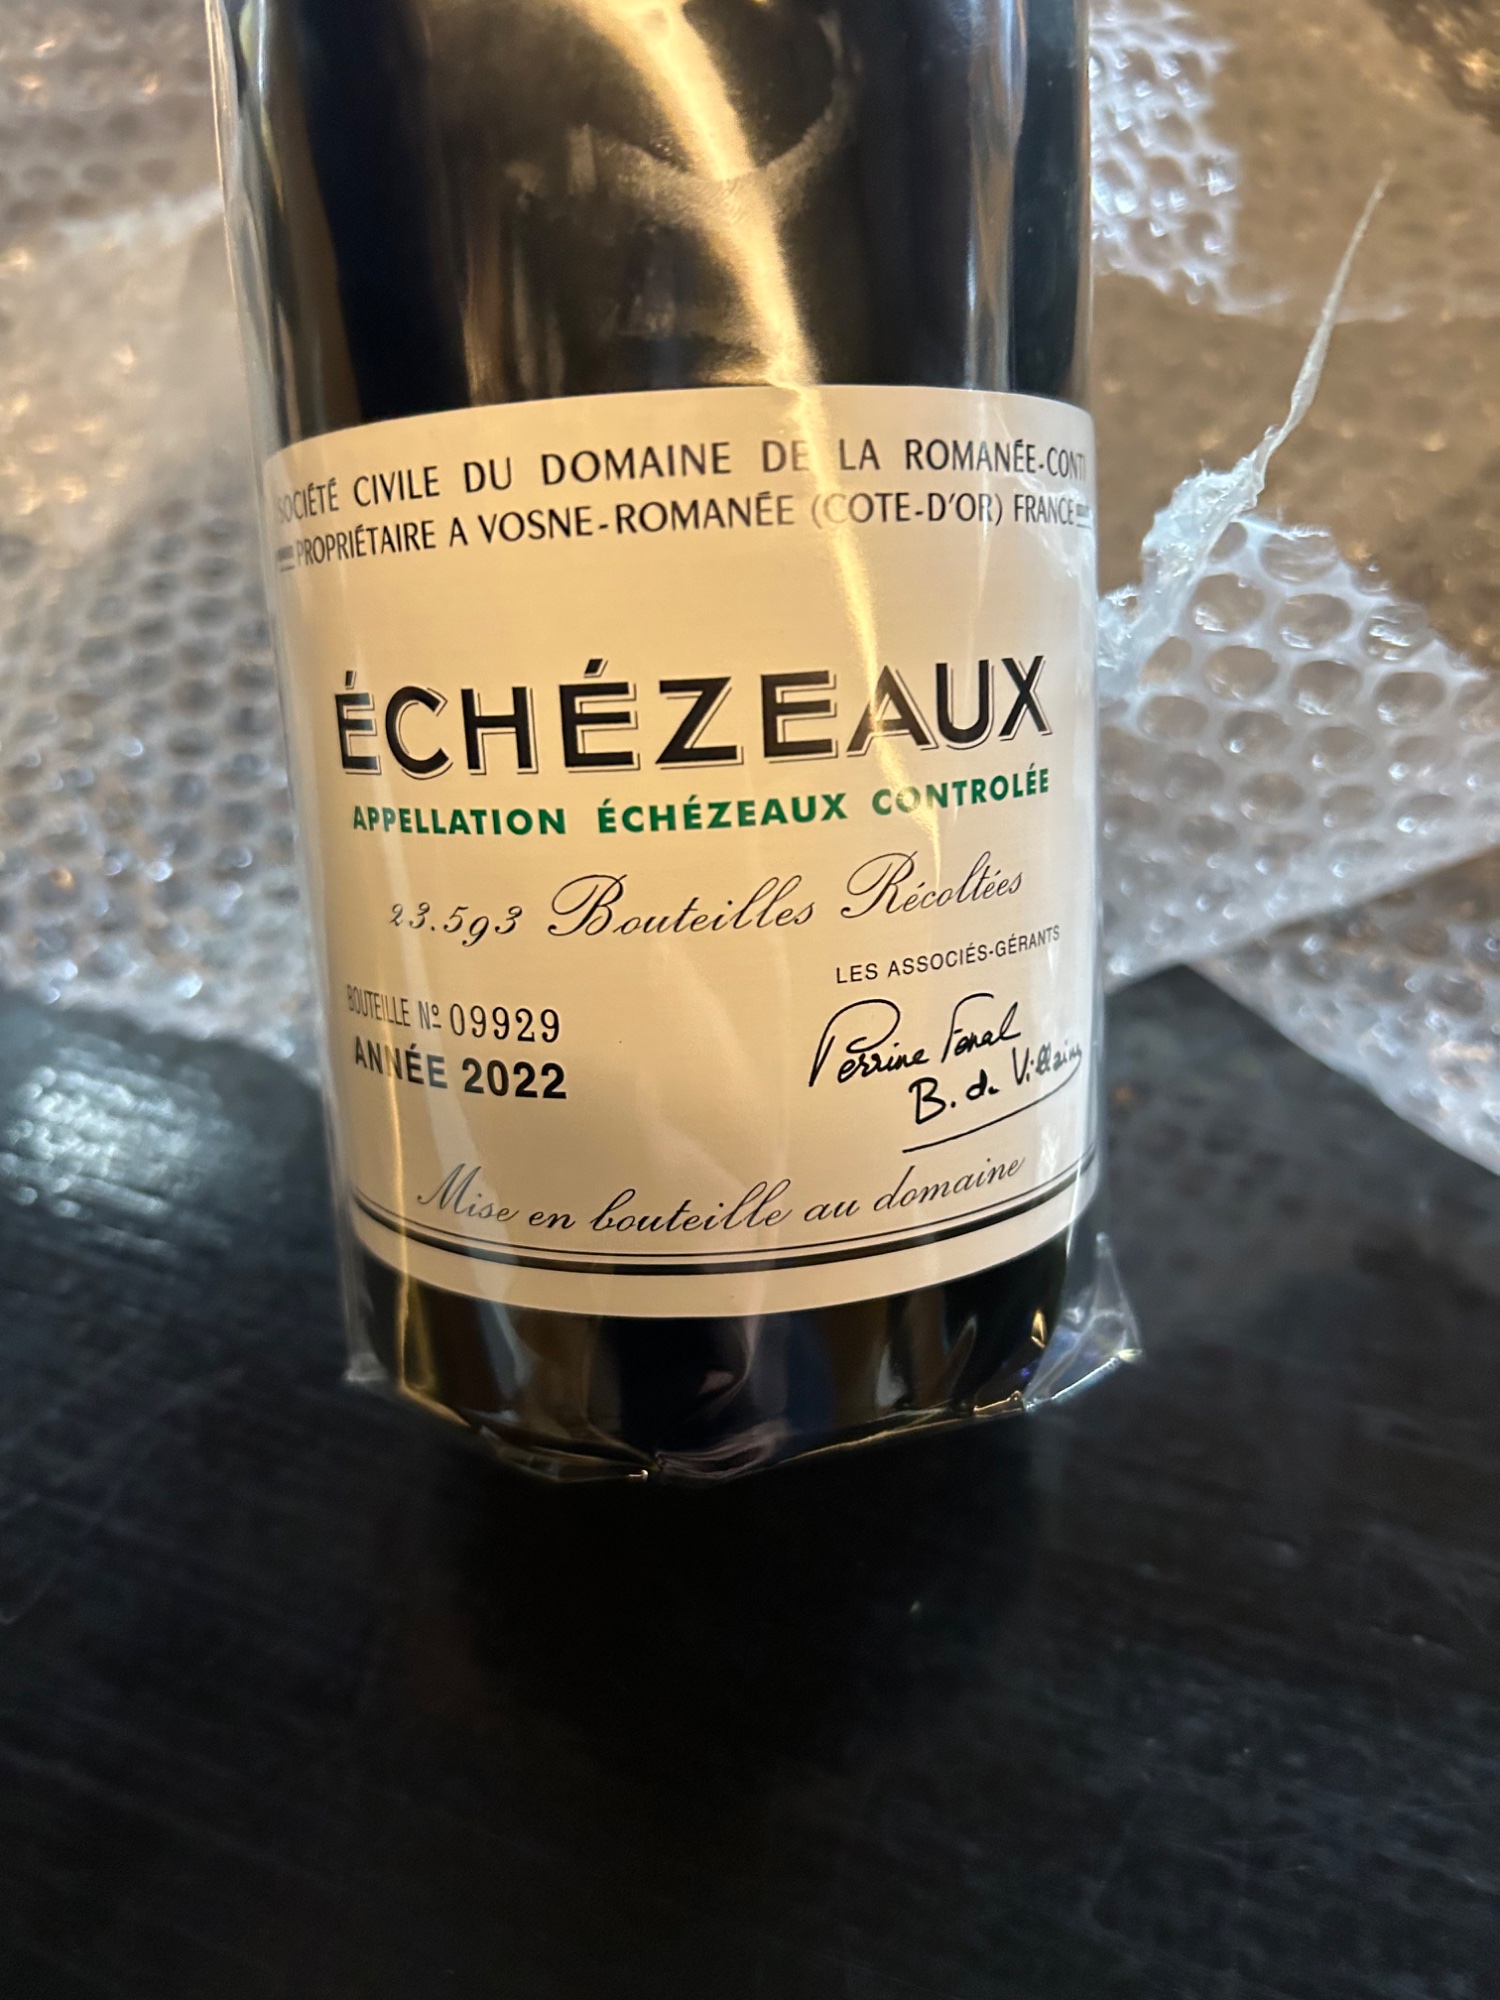 SOCIÉTÉ CIVILE DU DOMAINE DE LA ROMANÉE-CONTI
PROPRIÉTAIRE A VOSNE-ROMANÉE (COTE-D'OR) FRANCE
ÉCHÉZEAUX
APPELLATION ÉCHÉZEAUX CONTROLÉE
23.593 Bouteilles Récoltées
LES ASSOCIÉS-GÉRANTS
BOUTEILLE Nº 09929
ANNÉE 2022
Perrine Fenal
B. de Villaine
Mise en bouteille au domaine